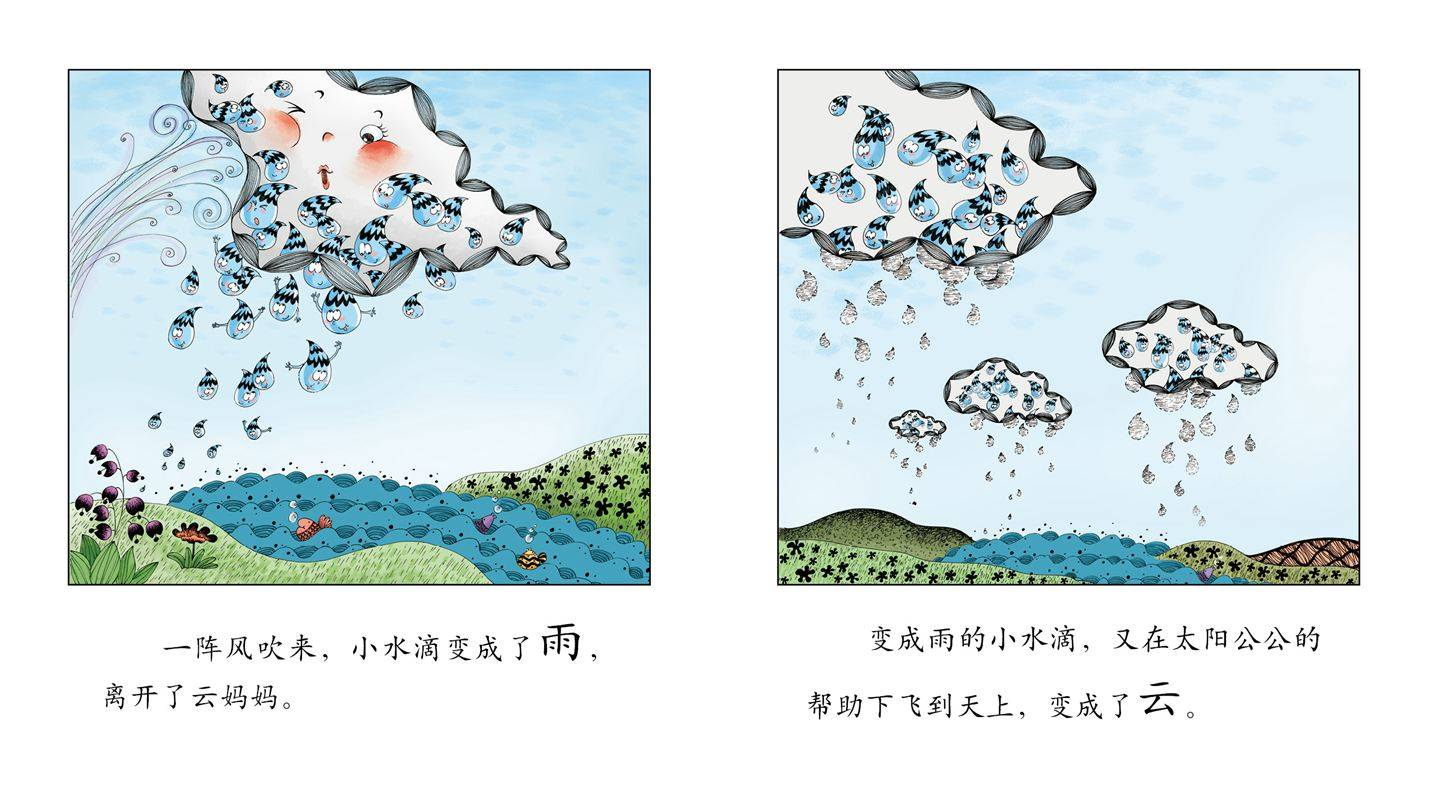 一阵风吹来，小水滴变成了雨，
离开了云妈妈。
变成雨的小水滴，又在太阳公公的
帮助下飞到天上，变成了云。